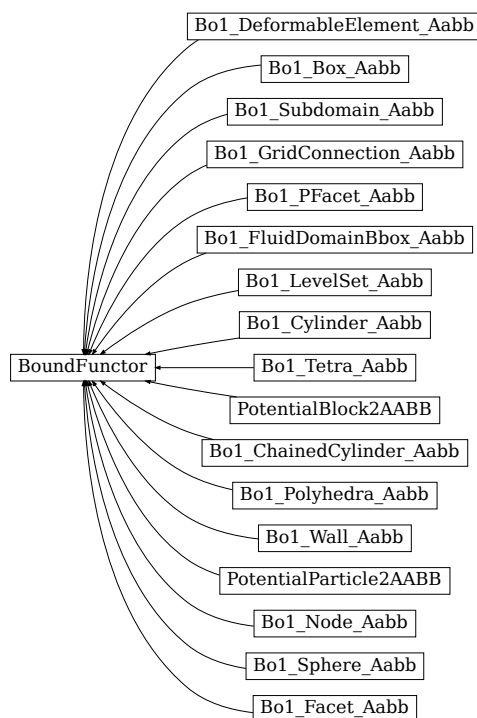 Bo1_DeformableElement_Aabb
Bo1_Box_Aabb
Bo1_Subdomain_Aabb
Bo1_GridConnection_Aabb
Bo1_PFacet_Aabb
Bo1_FluidDomainBbox_Aabb
Bo1_LevelSet_Aabb
Bo1_Cylinder_Aabb
BoundFunctor
Bo1_Tetra_Aabb
PotentialBlock2AABB
Bo1_ChainedCylinder_Aabb
Bo1_Polyhedra_Aabb
Bo1_Wall_Aabb
PotentialParticle2AABB
Bo1_Node_Aabb
Bo1_Sphere_Aabb
Bo1_Facet_Aabb